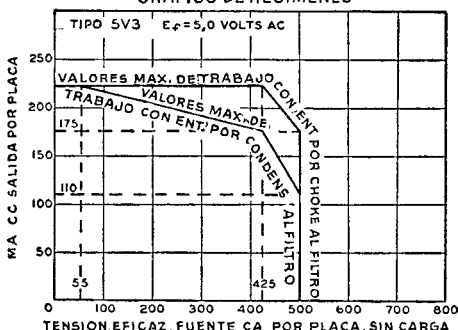 GRAFICO DE REGIMENES
TIPO 5V3 Ef=5,0 VOLTS AC
MA CC SALIDA POR PLACA
250
200
150
100
50
VALORES MAX. DE TRABAJO CON ENT POR CHOKE AL FILTRO
VALORES MAX. DE
TRABAJO CON ENT. POR CONDENS AL FILTRO
175
110
55
425
0 100 200 300 400 500 600 700 800
TENSION EFICAZ, FUENTE CA POR PLACA, SIN CARGA